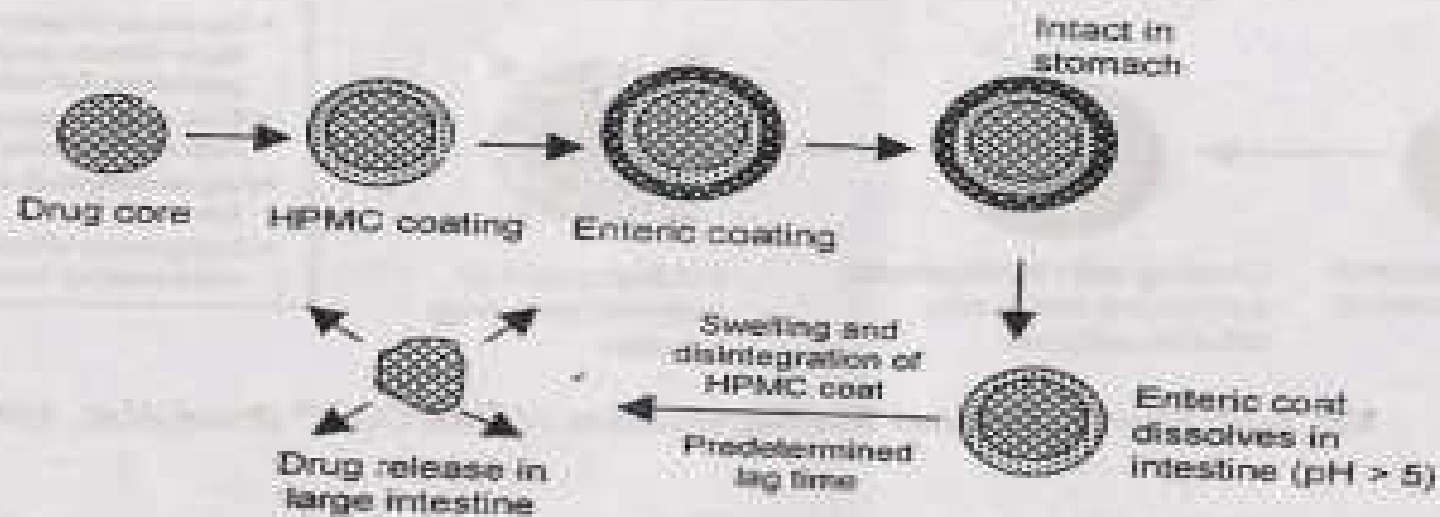 Intact in
stomach
Drug core
HPMC coating
Enteric coating
Swelling and
disintegration of
HPMC coat
Predetermined
lag time
Enteric coat
dissolves in
intestine (pH > 5)
Drug release in
large intestine